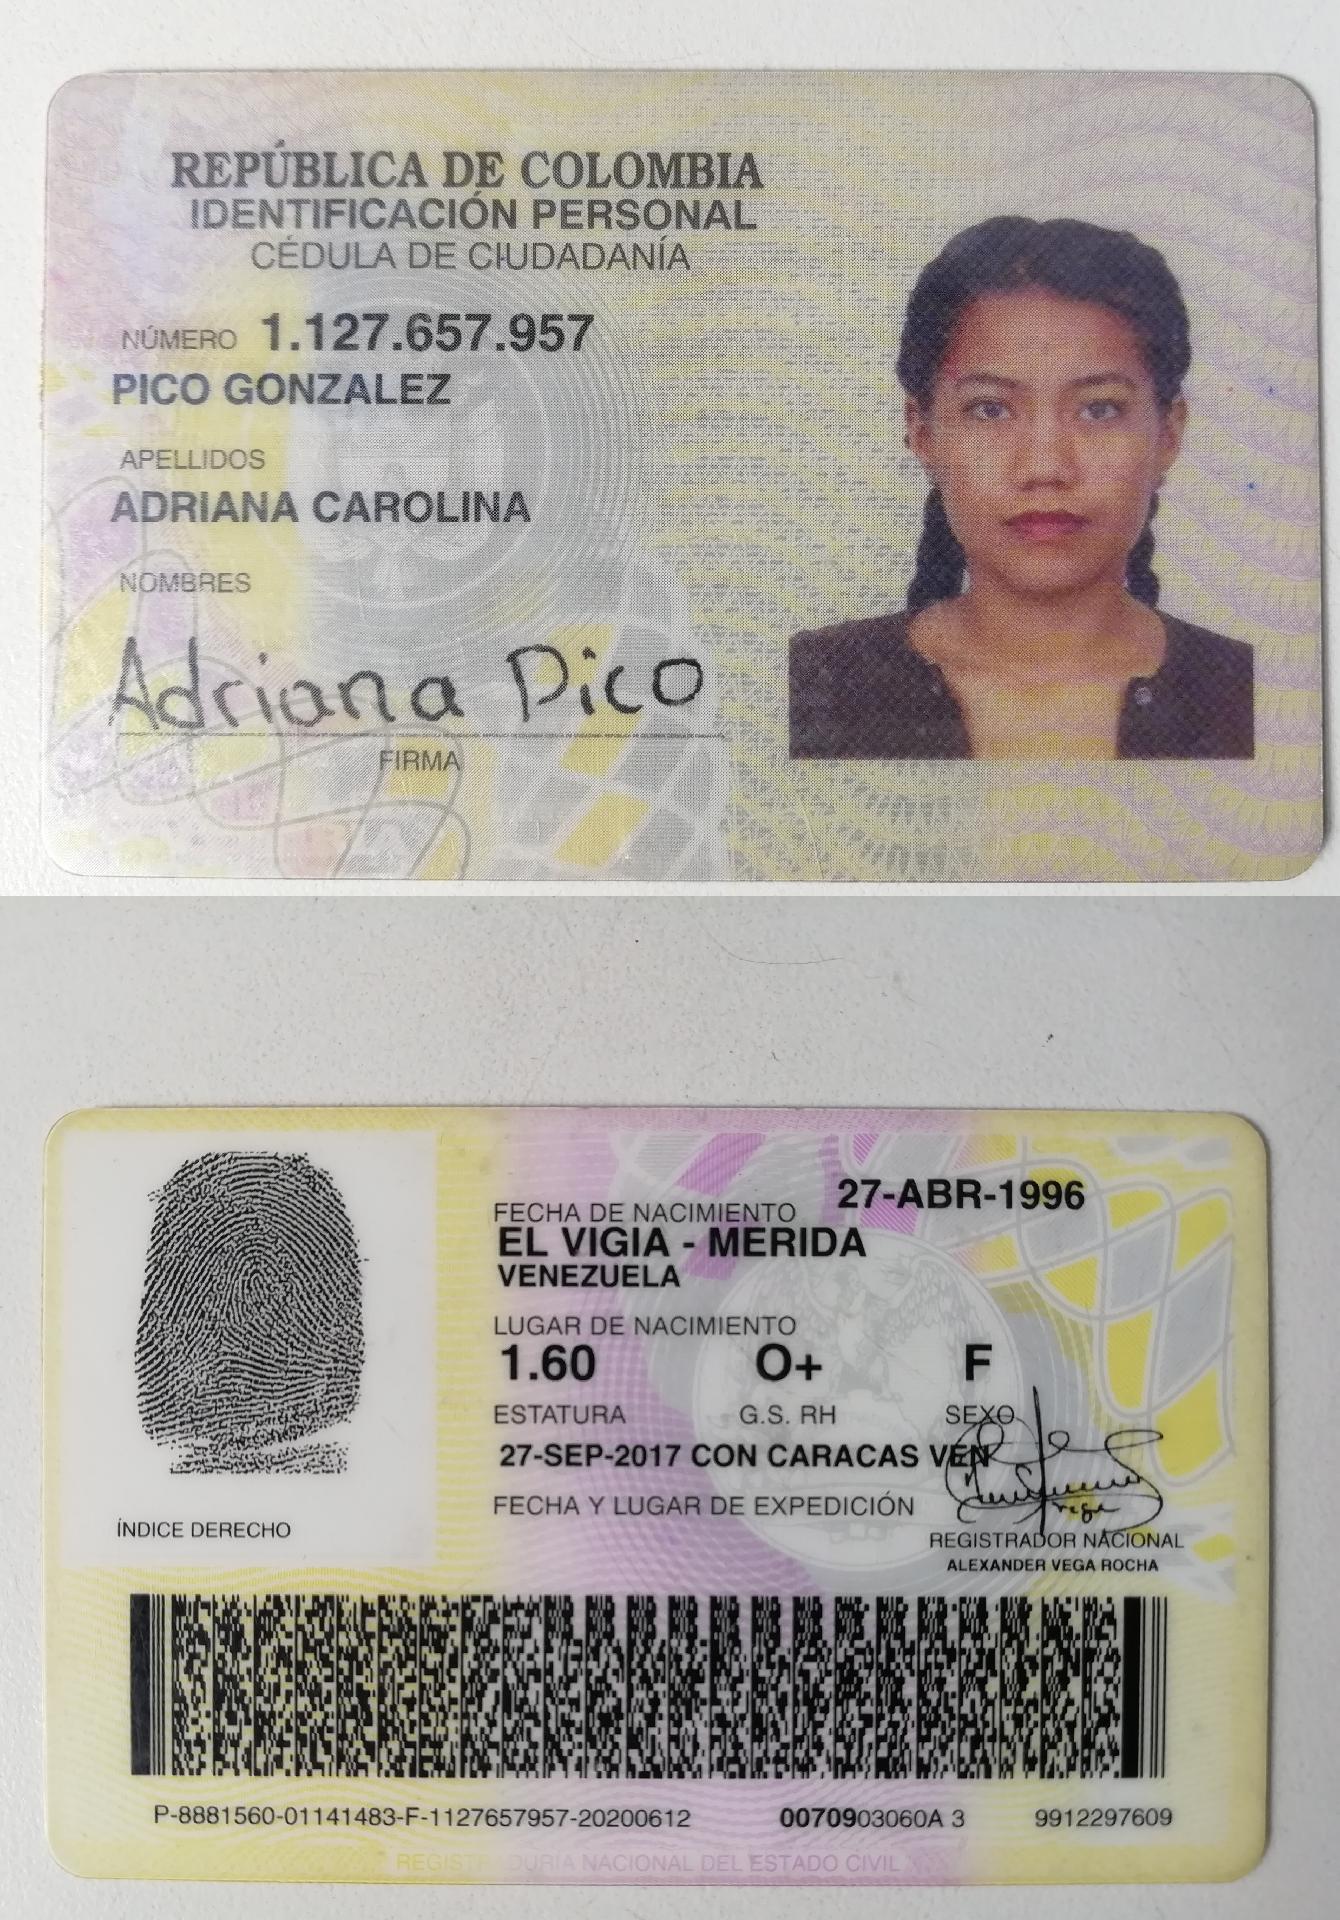 REPÚBLICA DE COLOMBIA
IDENTIFICACIÓN PERSONAL
CÉDULA DE CIUDADANÍA
NÚMERO 1.127.657.957
PICO GONZALEZ
APELLIDOS
ADRIANA CAROLINA
NOMBRES
Adriana Pico
FIRMA
FECHA DE NACIMIENTO 27-ABR-1996
EL VIGIA - MERIDA
VENEZUELA
LUGAR DE NACIMIENTO
1.60 O+ F
ESTATURA G.S. RH SEXO
27-SEP-2017 CON CARACAS VEN
FECHA Y LUGAR DE EXPEDICIÓN
ÍNDICE DERECHO
REGISTRADOR NACIONAL
ALEXANDER VEGA ROCHA
P-8881560-01141483-F-1127657957-20200612 0070903060A 3 9912297609
REGISTRADURIA NACIONAL DEL ESTADO CIVIL